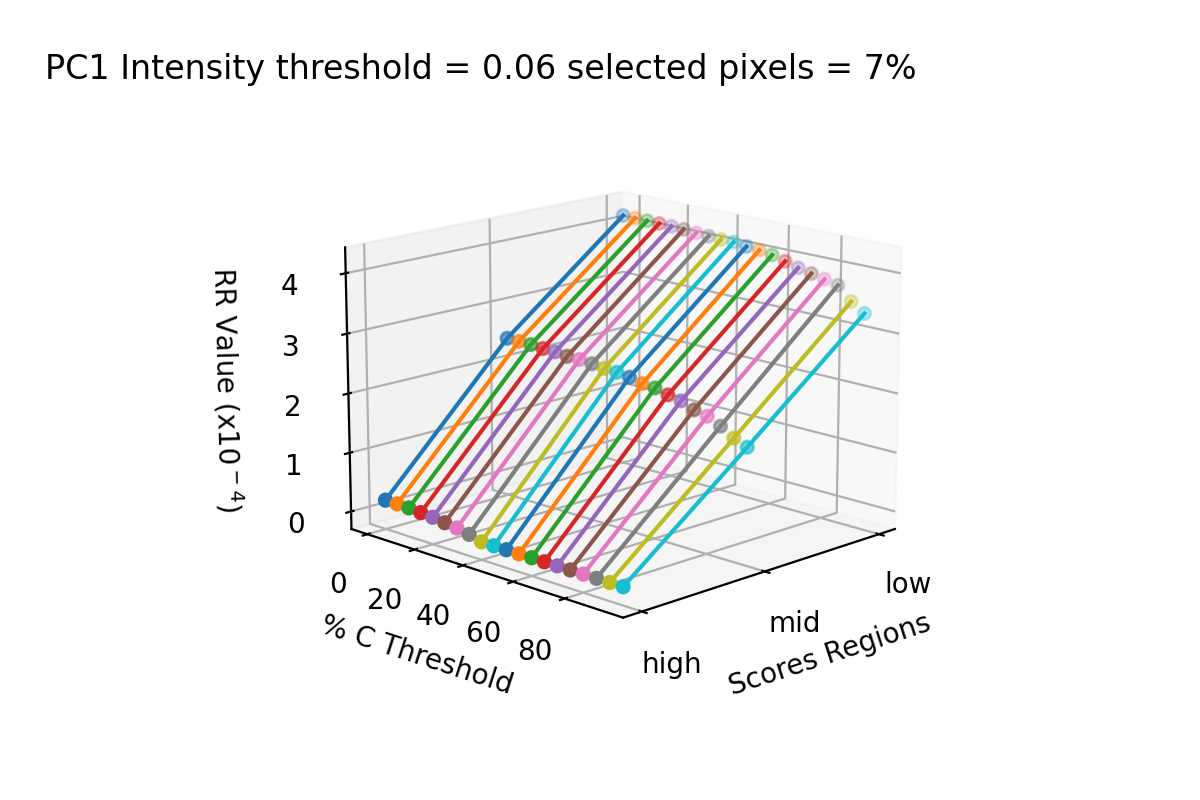 PC1 Intensity threshold = 0.06 selected pixels = 7%
RR Value (x10⁻⁴)
4
3
2
1
0
0
20
40
60
80
% C Threshold
high
mid
low
Scores Regions